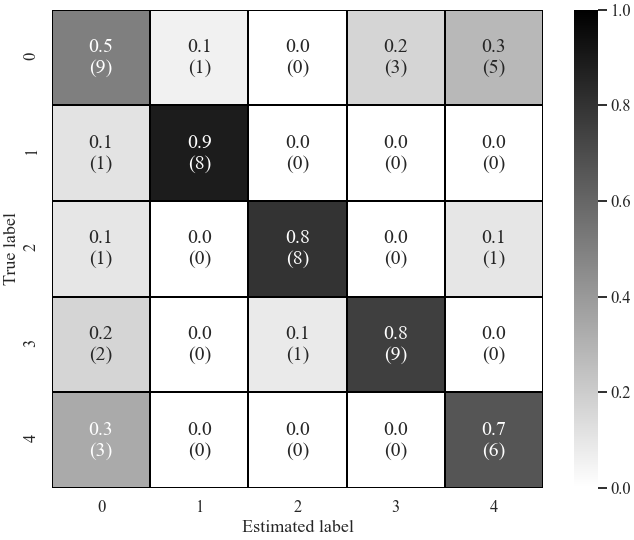 0.5 0.1 0.0 0.2 0.3
(9) (1) (0) (3) (5)
0.1 0.9 0.0 0.0 0.0
(1) (8) (0) (0) (0)
0.1 0.0 0.8 0.0 0.1
(1) (0) (8) (0) (1)
0.2 0.0 0.1 0.8 0.0
(2) (0) (1) (9) (0)
0.3 0.0 0.0 0.0 0.7
(3) (0) (0) (0) (6)
0
1
2
3
4
True label
0 1 2 3 4
Estimated label
1.0
0.8
0.6
0.4
0.2
0.0